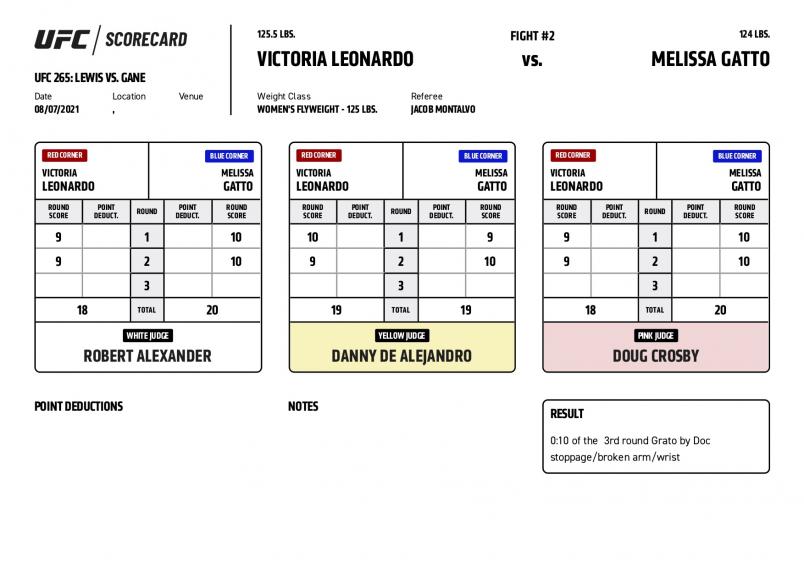 UFC / SCORECARD
125.5 LBS.
FIGHT #2
124 LBS.
VICTORIA LEONARDO
VS.
MELISSA GATTO
UFC 265: LEWIS VS. GANE
Date Location Venue
08/07/2021 ,
Weight Class
WOMEN'S FLYWEIGHT - 125 LBS.
Referee
JACOB MONTALVO
RED CORNER BLUE CORNER
VICTORIA MELISSA
LEONARDO GATTO
ROUND SCORE POINT DEDUCT. ROUND POINT DEDUCT. ROUND SCORE
9 1 10
9 2 10
3
18 TOTAL 20
WHITE JUDGE
ROBERT ALEXANDER
RED CORNER BLUE CORNER
VICTORIA MELISSA
LEONARDO GATTO
ROUND SCORE POINT DEDUCT. ROUND POINT DEDUCT. ROUND SCORE
10 1 9
9 2 10
3
19 TOTAL 19
YELLOW JUDGE
DANNY DE ALEJANDRO
RED CORNER BLUE CORNER
VICTORIA MELISSA
LEONARDO GATTO
ROUND SCORE POINT DEDUCT. ROUND POINT DEDUCT. ROUND SCORE
9 1 10
9 2 10
3
18 TOTAL 20
PINK JUDGE
DOUG CROSBY
POINT DEDUCTIONS
NOTES
RESULT
0:10 of the 3rd round Grato by Doc
stoppage/broken arm/wrist